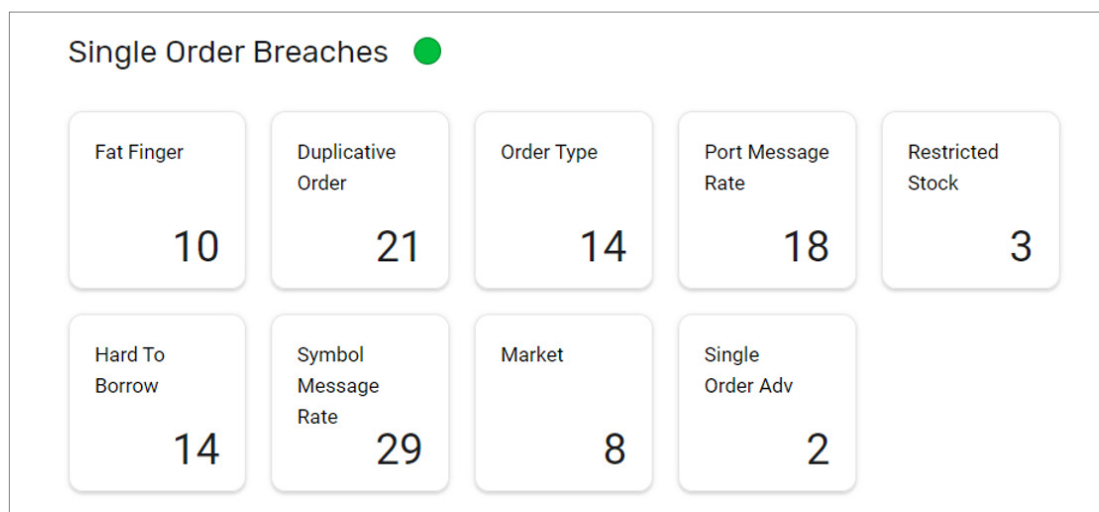 Single Order Breaches
Fat Finger
10
Duplicative
Order
21
Order Type
14
Port Message
Rate
18
Restricted
Stock
3
Hard To
Borrow
14
Symbol
Message
Rate
29
Market
8
Single
Order Adv
2